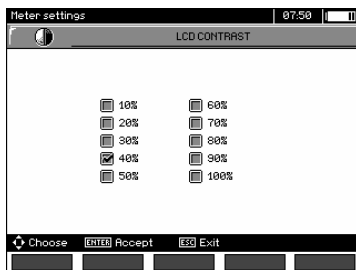 Meter settings 07:50
LCD CONTRAST
10% 60%
20% 70%
30% 80%
40% 90%
50% 100%
Choose ENTER Accept ESC Exit